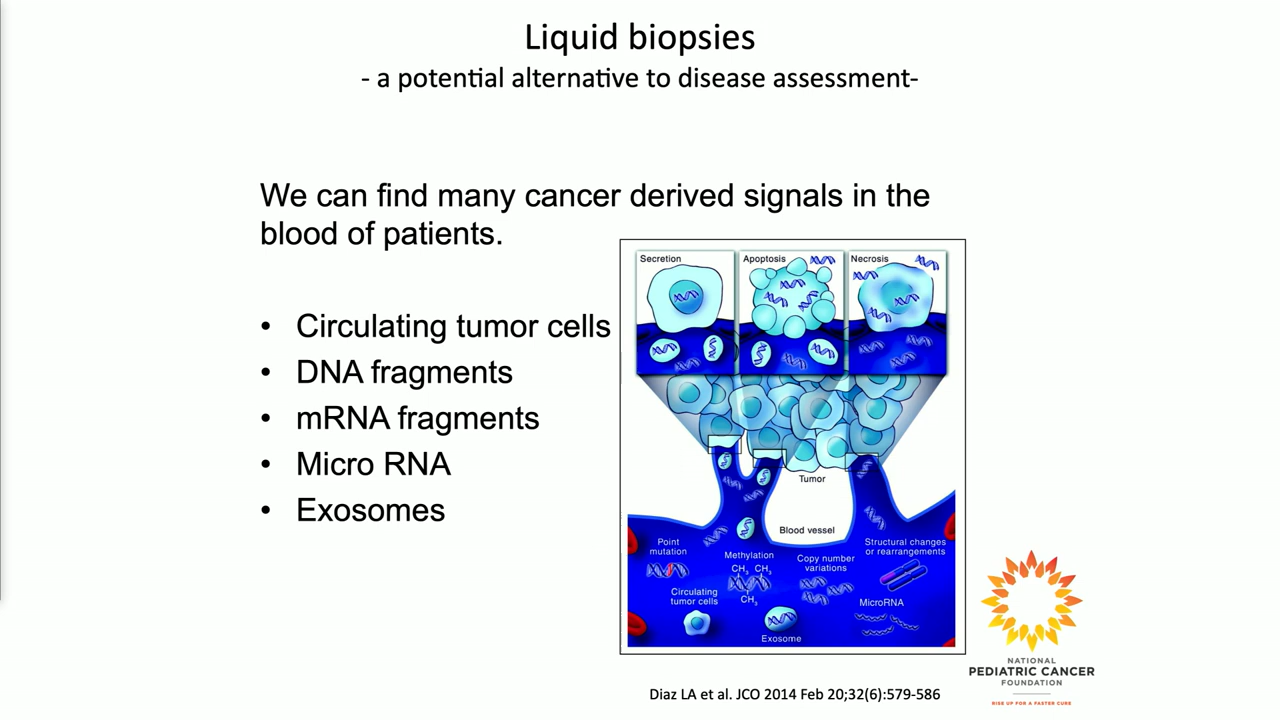 Liquid biopsies
- a potential alternative to disease assessment-
We can find many cancer derived signals in the
blood of patients.
• Circulating tumor cells
• DNA fragments
• mRNA fragments
• Micro RNA
• Exosomes
Secretion
Apoptosis
Necrosis
Tumor
Blood vessel
Point
mutation
Methylation
CH3 CH3
CH3
Copy number
variations
Structural changes
or rearrangements
Circulating
tumor cells
Exosome
MicroRNA
Diaz LA et al. JCO 2014 Feb 20;32(6):579-586
NATIONAL
PEDIATRIC CANCER
FOUNDATION
RISE UP FOR A FASTER CURE